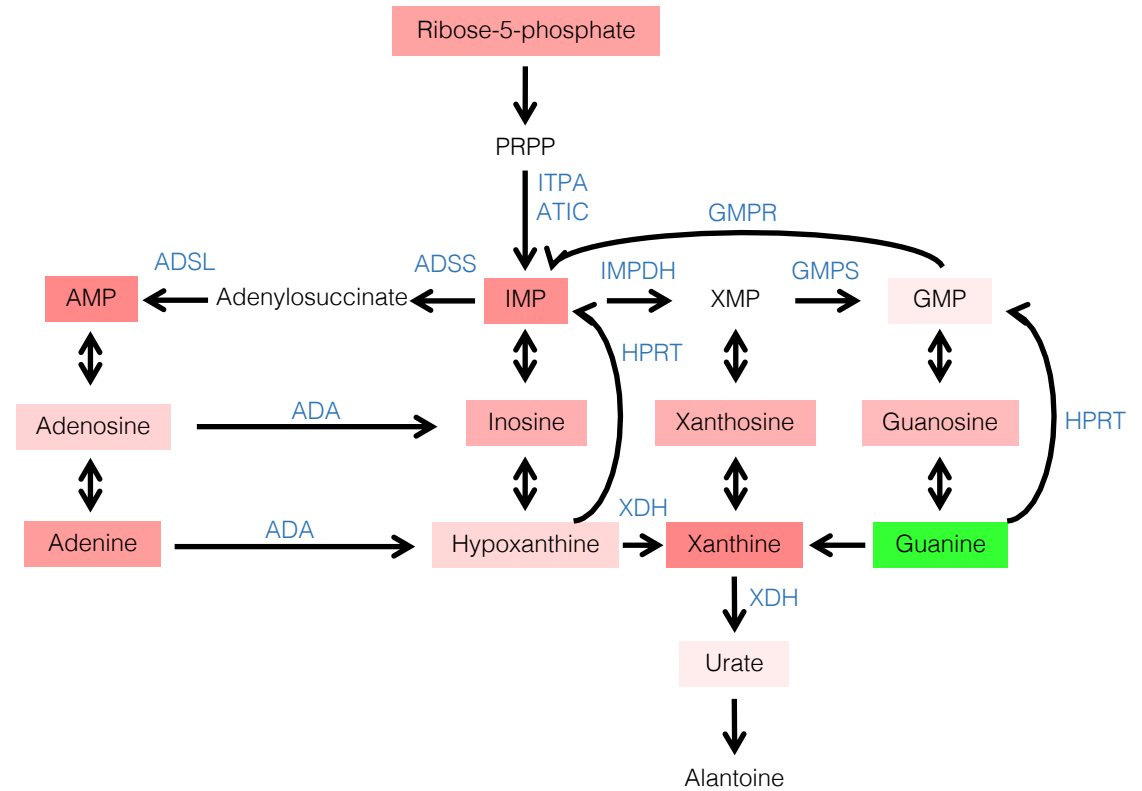 Ribose-5-phosphate
PRPP
ITPA
ATIC
GMPR
ADSL
ADSS
IMPDH
GMPS
AMP
Adenylosuccinate
IMP
XMP
GMP
HPRT
Adenosine
ADA
Inosine
Xanthosine
Guanosine
HPRT
Adenine
ADA
Hypoxanthine
XDH
Xanthine
Guanine
XDH
Urate
Alantoine